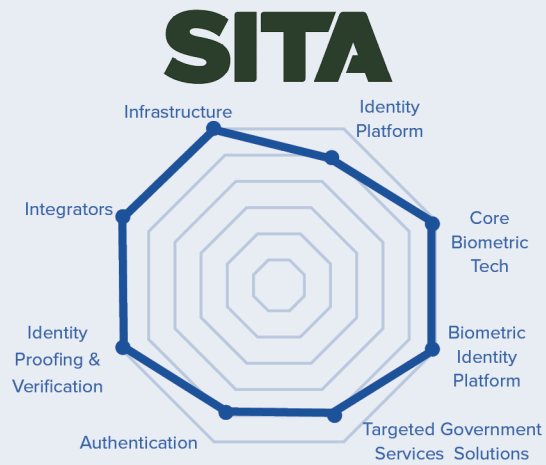 SITA
Infrastructure
Identity
Platform
Integrators
Core
Biometric
Tech
Identity
Proofing &
Verification
Biometric
Identity
Platform
Authentication
Targeted Government
Services Solutions